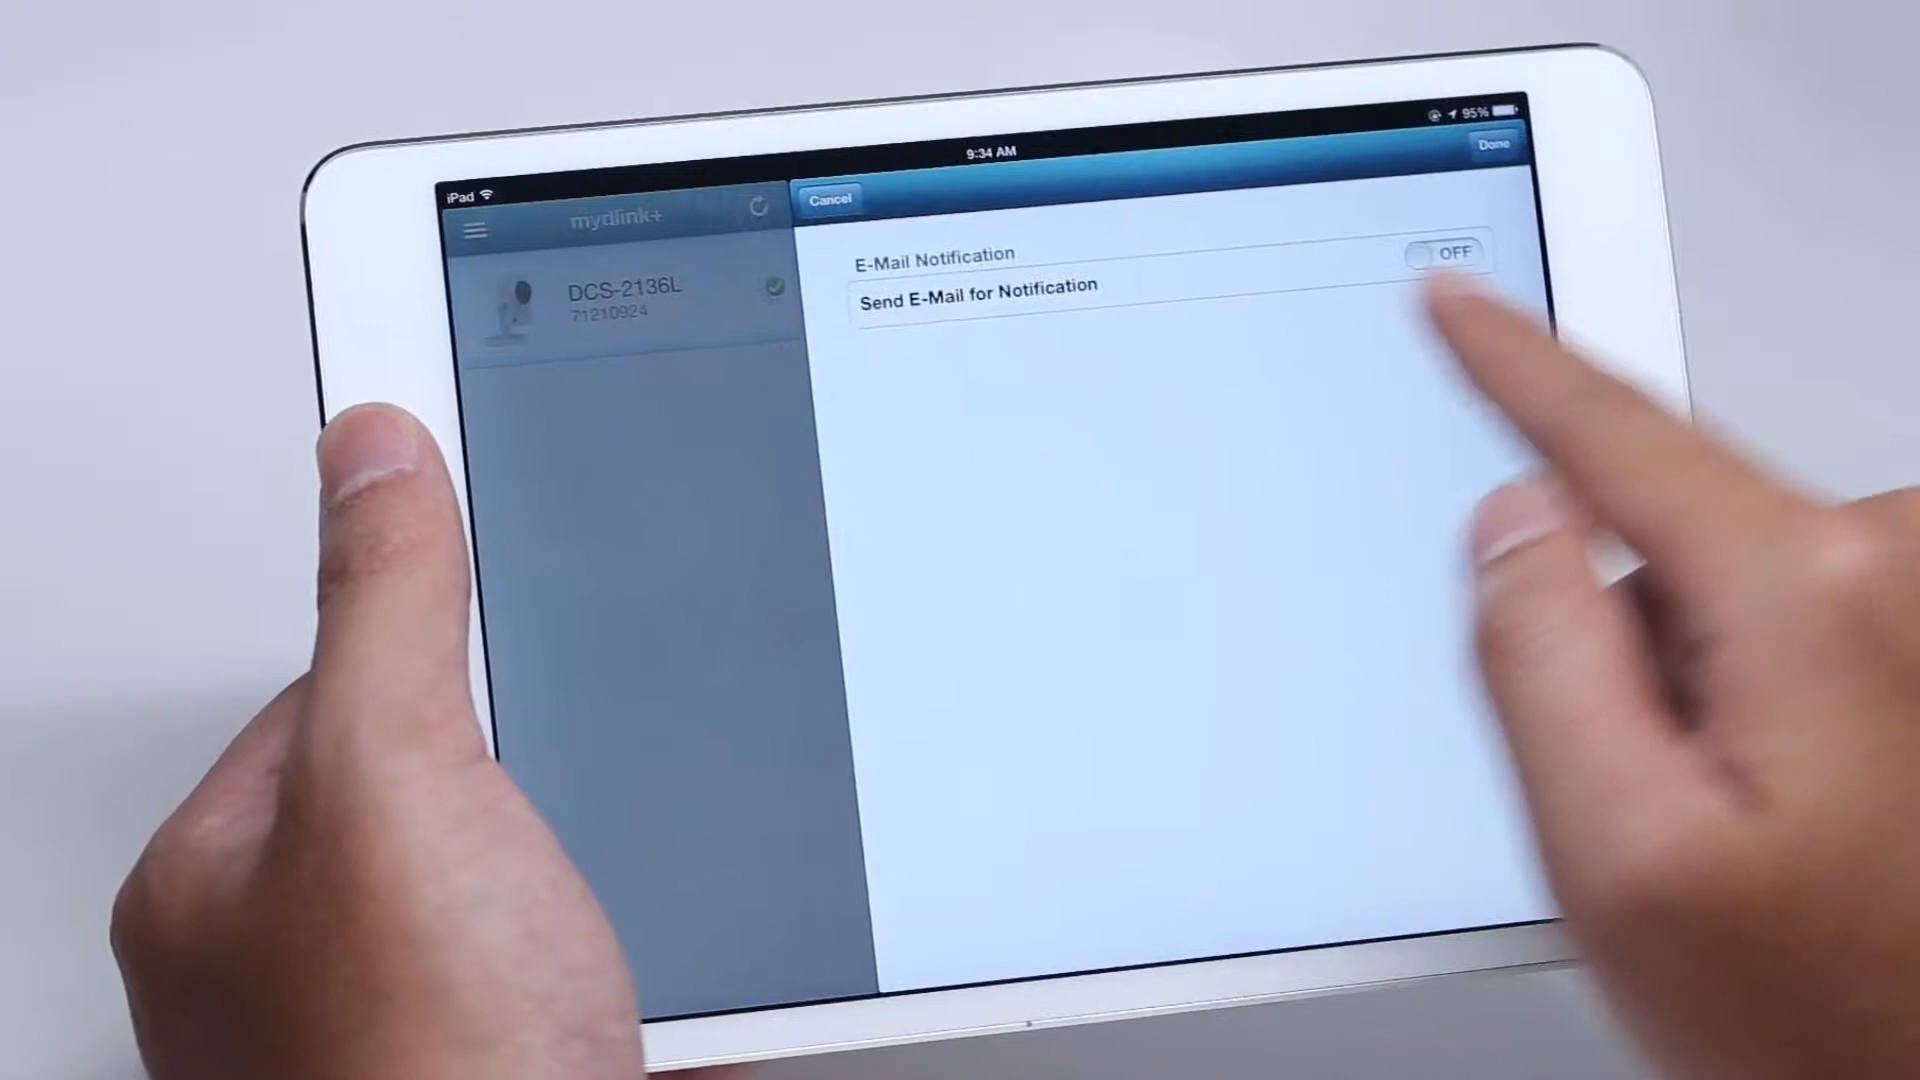 iPad
9:34 AM
95%
mydlink+
Cancel
Done
DCS-2136L
71210924
E-Mail Notification
Send E-Mail for Notification
OFF